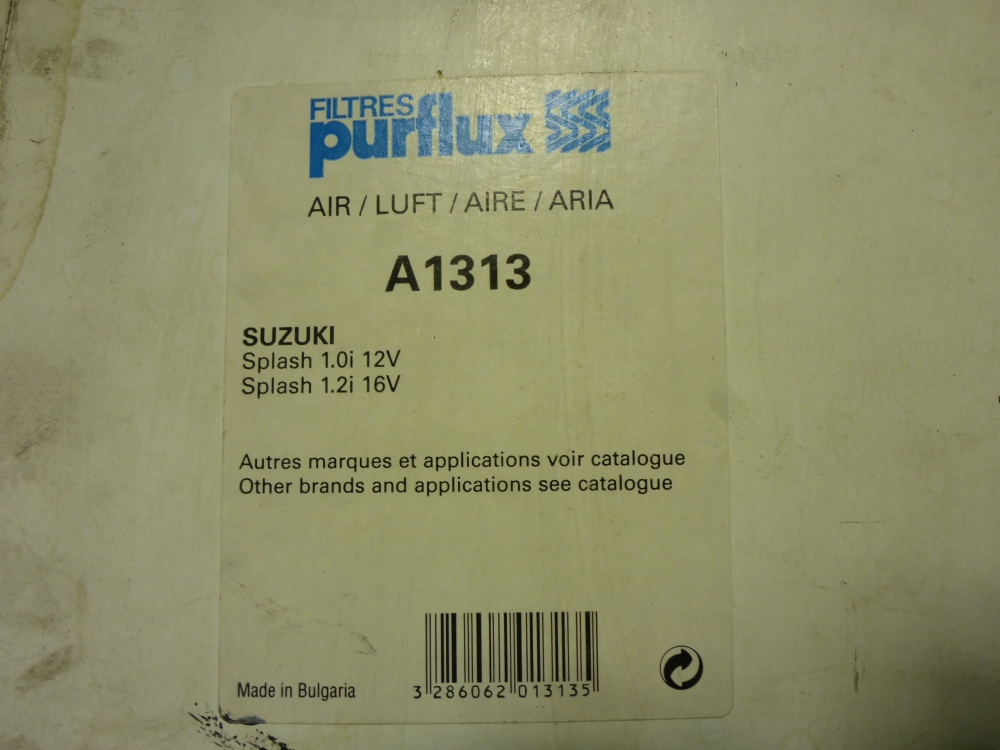 FILTRES
purflux
AIR / LUFT / AIRE / ARIA
A1313
SUZUKI
Splash 1.0i 12V
Splash 1.2i 16V
Autres marques et applications voir catalogue
Other brands and applications see catalogue
Made in Bulgaria
3 286062 013135